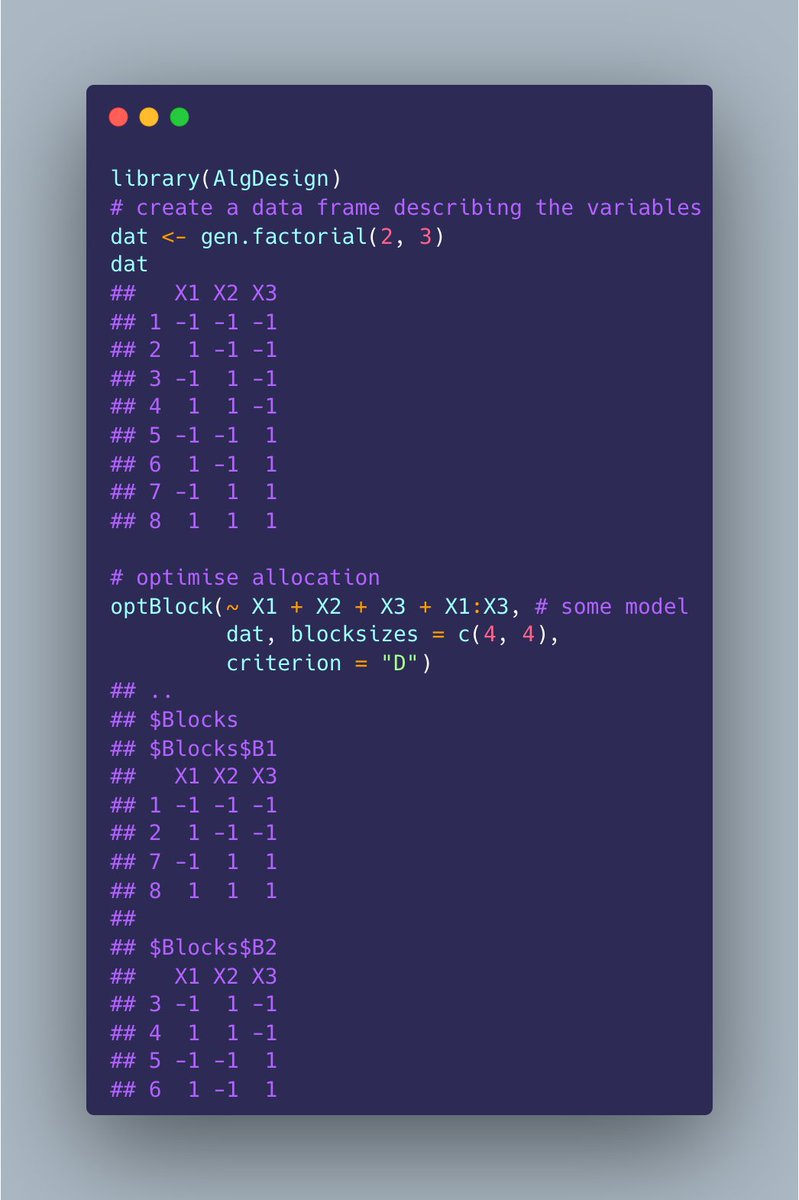 library(AlgDesign)
# create a data frame describing the variables
dat <- gen.factorial(2, 3)
dat
##   X1 X2 X3
## 1 -1 -1 -1
## 2  1 -1 -1
## 3 -1  1 -1
## 4  1  1 -1
## 5 -1 -1  1
## 6  1 -1  1
## 7 -1  1  1
## 8  1  1  1

# optimise allocation
optBlock(~ X1 + X2 + X3 + X1:X3, # some model
         dat, blocksizes = c(4, 4),
         criterion = "D")
## ..
## $Blocks
## $Blocks$B1
##   X1 X2 X3
## 1 -1 -1 -1
## 2  1 -1 -1
## 7 -1  1  1
## 8  1  1  1
##
## $Blocks$B2
##   X1 X2 X3
## 3 -1  1 -1
## 4  1  1 -1
## 5 -1 -1  1
## 6  1 -1  1